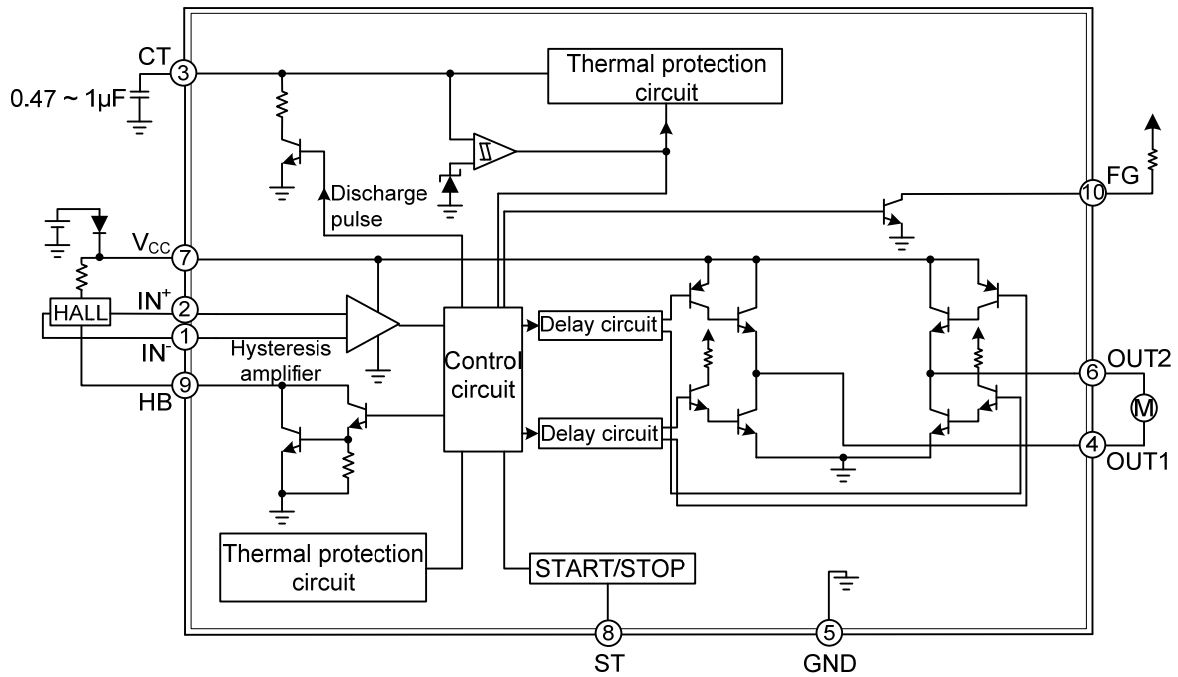 CT
3
0.47 ~ 1µF
Thermal protection
circuit
Discharge
pulse
10
FG
VCC
7
IN+
2
HALL
1
IN-
Hysteresis
amplifier
9
HB
Control
circuit
Delay circuit
Delay circuit
OUT2
6
M
4
OUT1
Thermal protection
circuit
START/STOP
8
ST
5
GND